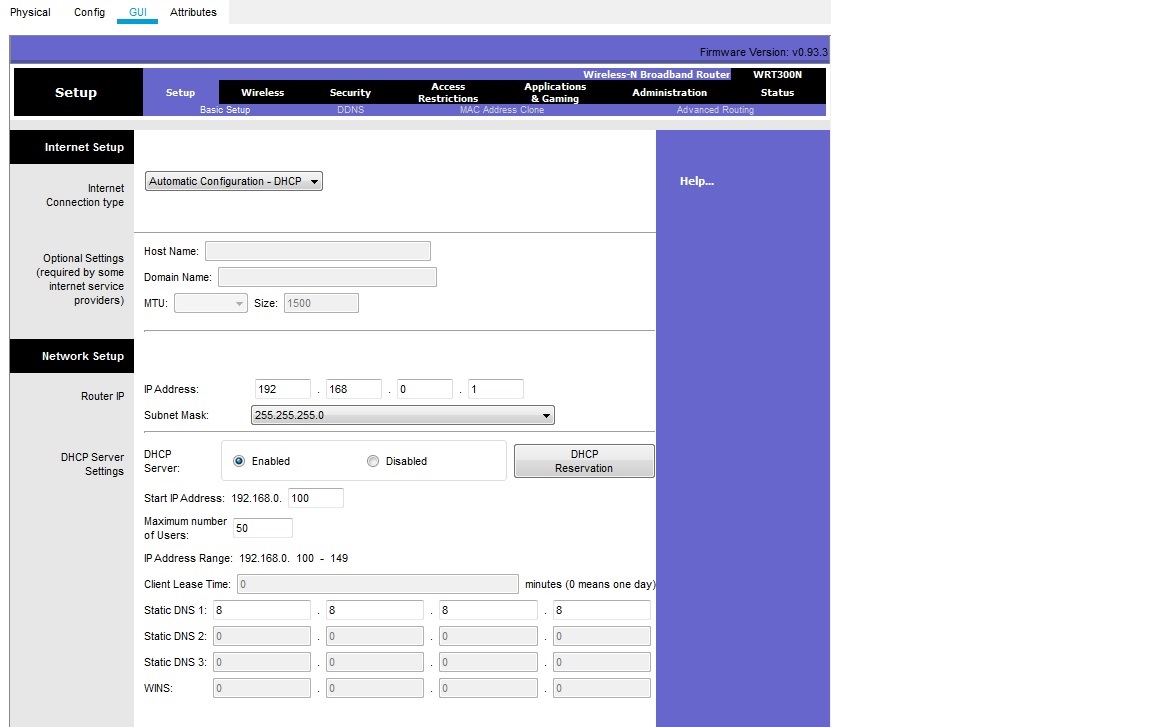 Physical Config GUI Attributes
Firmware Version: v0.93.3
Wireless-N Broadband Router WRT300N
Setup
Setup Wireless Security Access Restrictions Applications & Gaming Administration Status
Basic Setup DDNS MAC Address Clone Advanced Routing
Internet Setup
Internet
Connection type
Automatic Configuration - DHCP
Help...
Optional Settings
(required by some
internet service
providers)
Host Name:
Domain Name:
MTU: Size: 1500
Network Setup
Router IP
IP Address: 192 . 168 . 0 . 1
Subnet Mask: 255.255.255.0
DHCP Server
Settings
DHCP
Server:
Enabled Disabled
DHCP
Reservation
Start IP Address: 192.168.0. 100
Maximum number
of Users:
50
IP Address Range: 192.168.0. 100 - 149
Client Lease Time: 0 minutes (0 means one day)
Static DNS 1: 8 . 8 . 8 . 8
Static DNS 2: 0 . 0 . 0 . 0
Static DNS 3: 0 . 0 . 0 . 0
WINS: 0 . 0 . 0 . 0